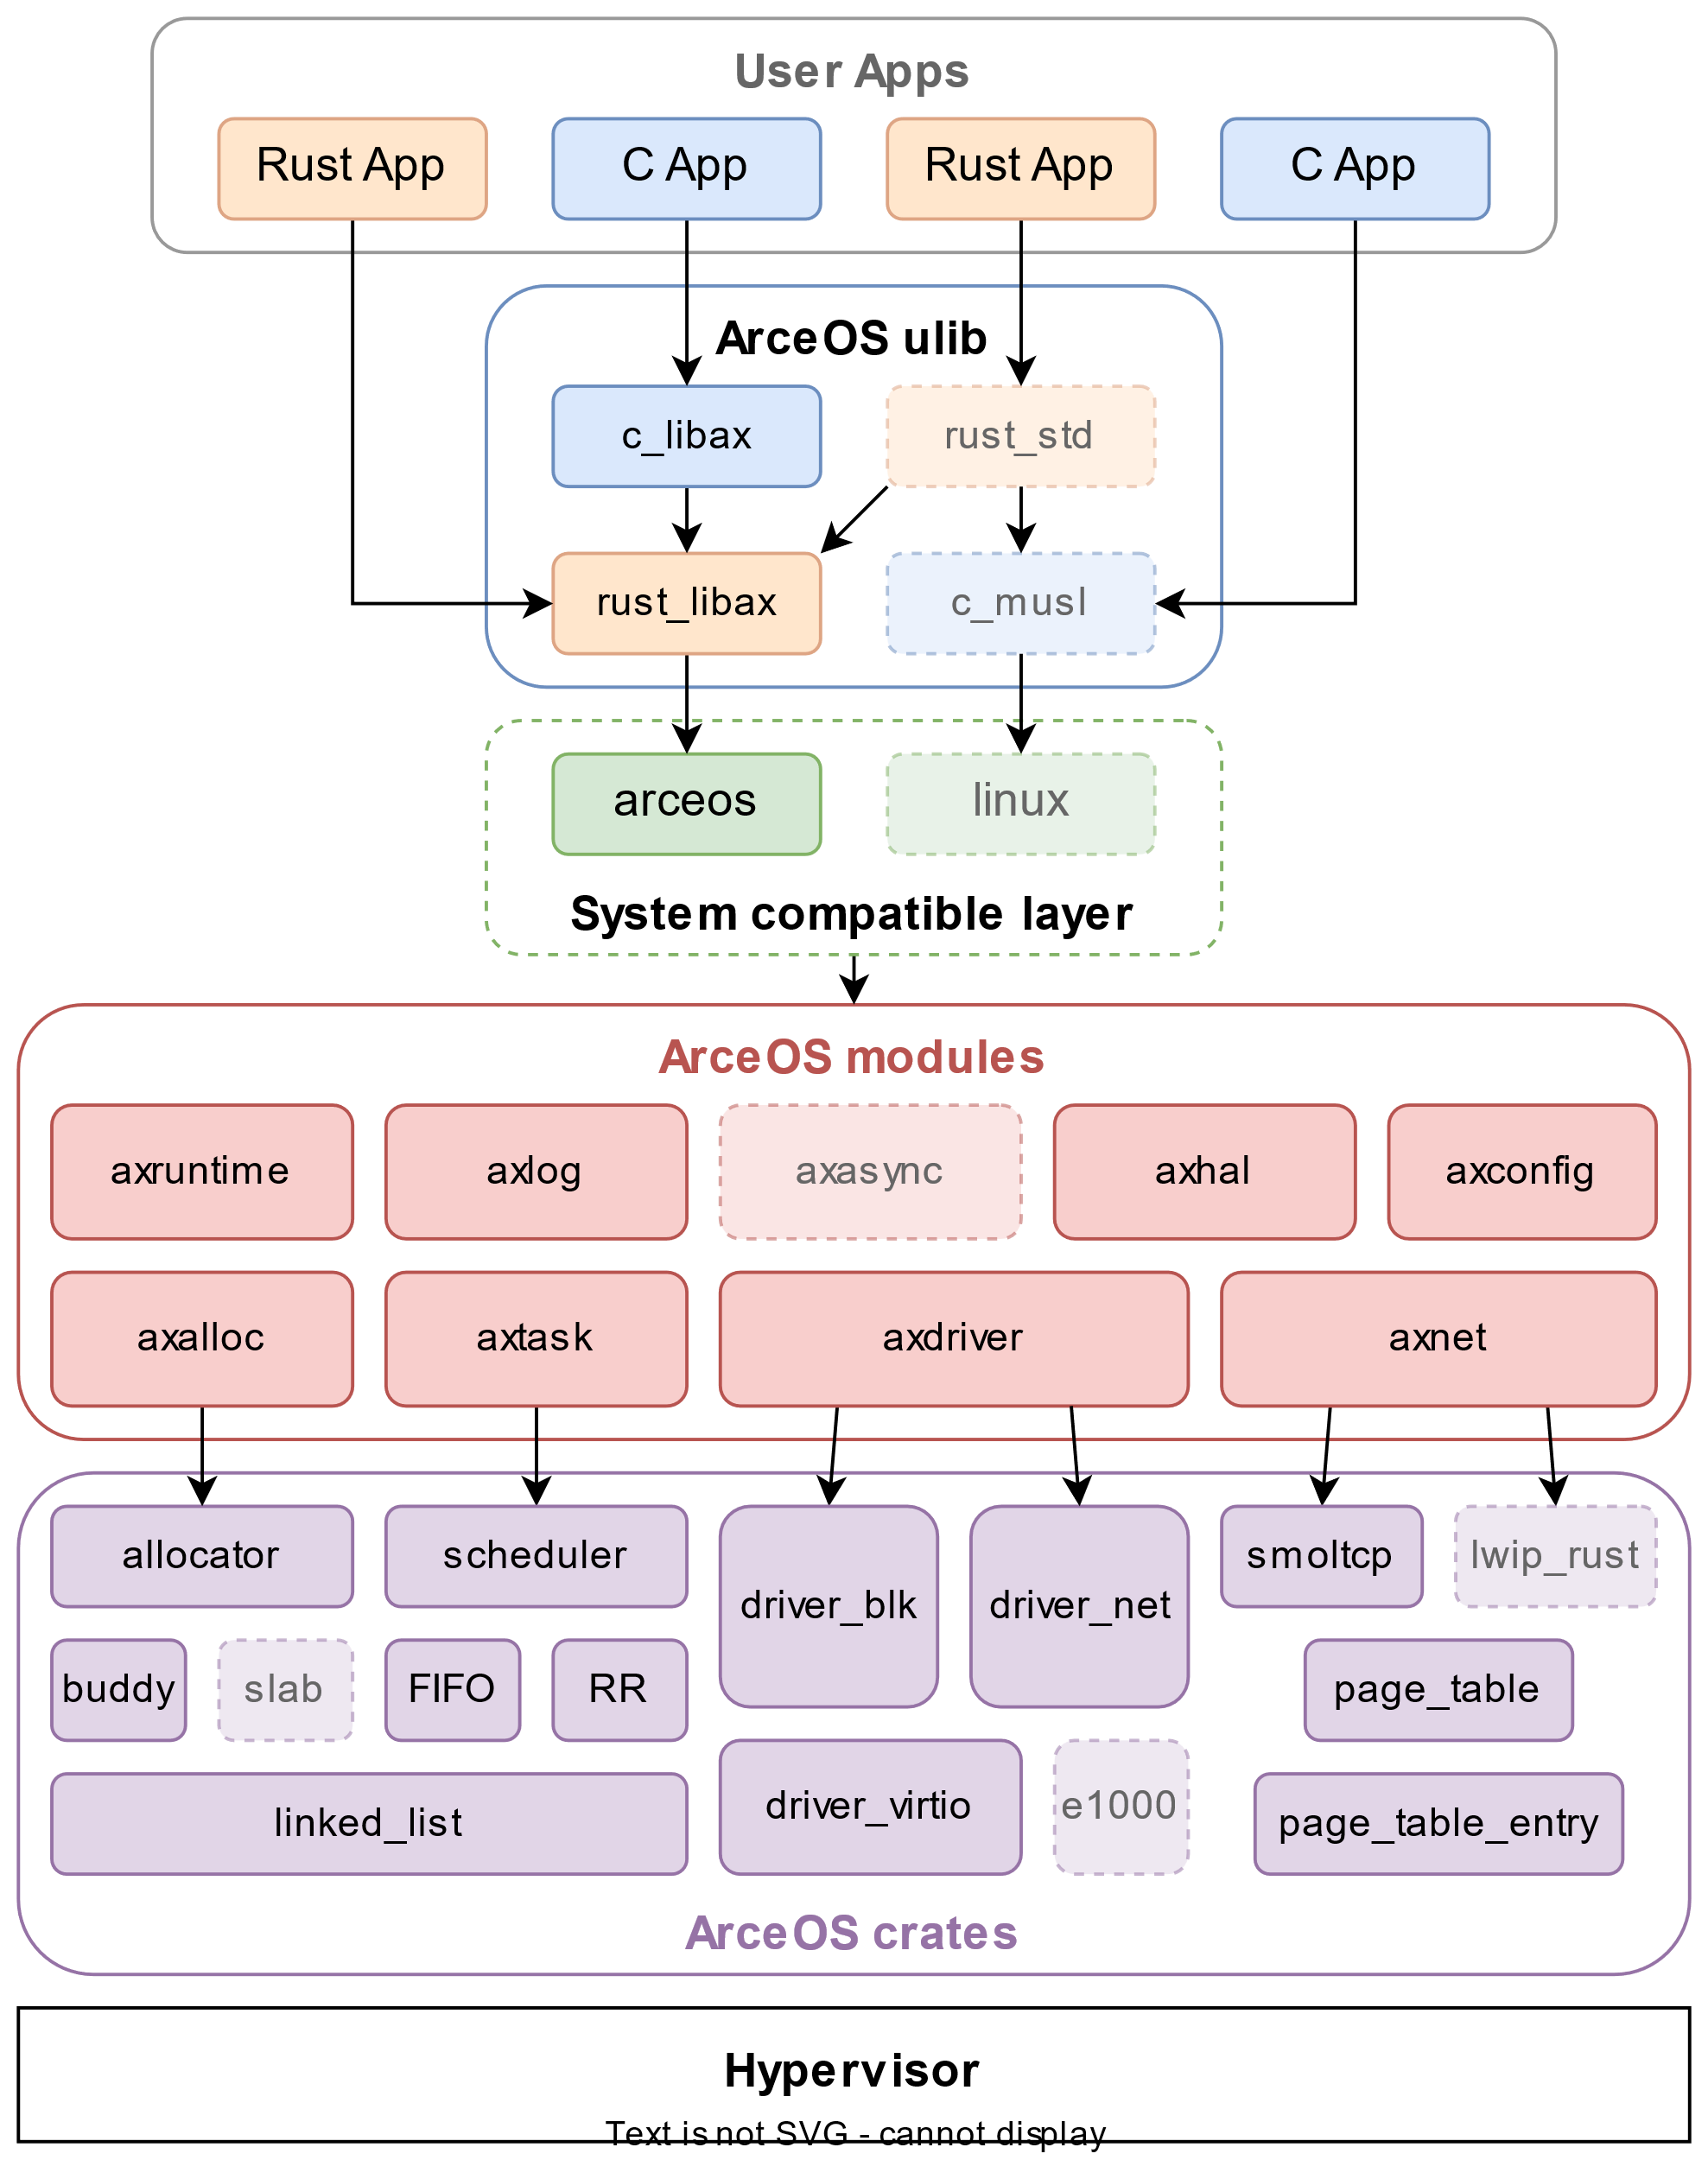 User Apps
Rust App
C App
Rust App
C App
ArceOS ulib
c_libax
rust_std
rust_libax
c_musl
arceos
linux
System compatible layer
ArceOS modules
axruntime
axlog
axasync
axhal
axconfig
axalloc
axtask
axdriver
axnet
allocator
scheduler
driver_blk
driver_net
smoltcp
lwip_rust
buddy
slab
FIFO
RR
page_table
linked_list
driver_virtio
e1000
page_table_entry
ArceOS crates
Hypervisor
Text is not SVG - cannot display